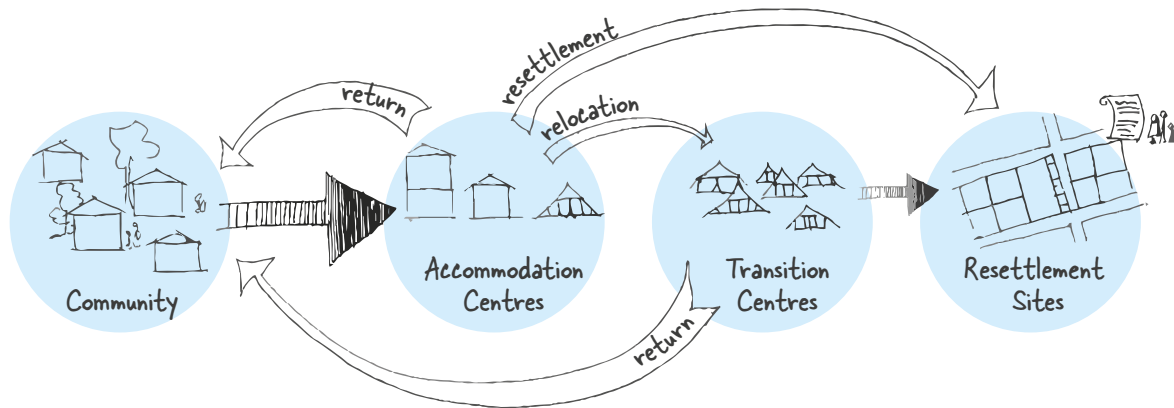 resettlement
return
relocation
Community
Accommodation
Centres
Transition
Centres
Resettlement
Sites
return